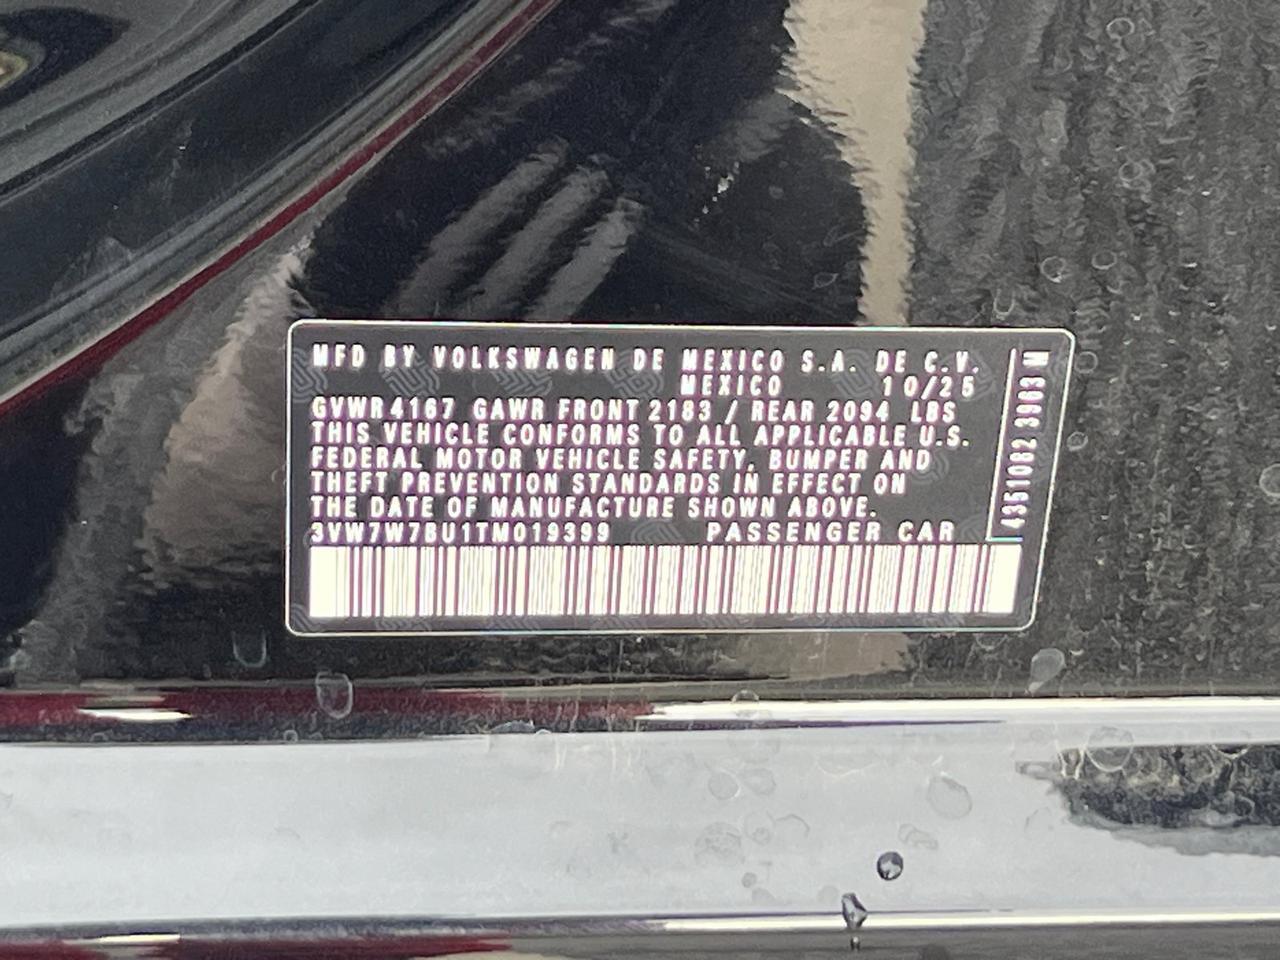 MFD BY VOLKSWAGEN DE MEXICO S.A. DE C.V.
MEXICO 10/25
GVWR 4167 GAWR FRONT 2183 / REAR 2094 LBS
THIS VEHICLE CONFORMS TO ALL APPLICABLE U.S.
FEDERAL MOTOR VEHICLE SAFETY, BUMPER AND
THEFT PREVENTION STANDARDS IN EFFECT ON
THE DATE OF MANUFACTURE SHOWN ABOVE.
3VW7W7BU1TM019399 PASSENGER CAR
4351082 3963 M